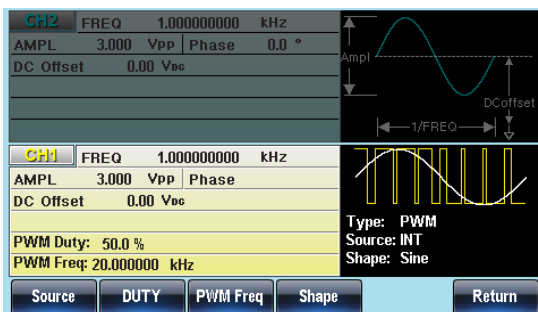 CH2 FREQ 1.000000000 kHz
AMPL 3.000 VPP Phase 0.0 °
DC Offset 0.00 VDC
Ampl
DCoffset
1/FREQ
CH1 FREQ 1.000000000 kHz
AMPL 3.000 VPP Phase
DC Offset 0.00 VDC
PWM Duty: 50.0 %
PWM Freq: 20.000000 kHz
Type: PWM
Source: INT
Shape: Sine
Source DUTY PWM Freq Shape Return